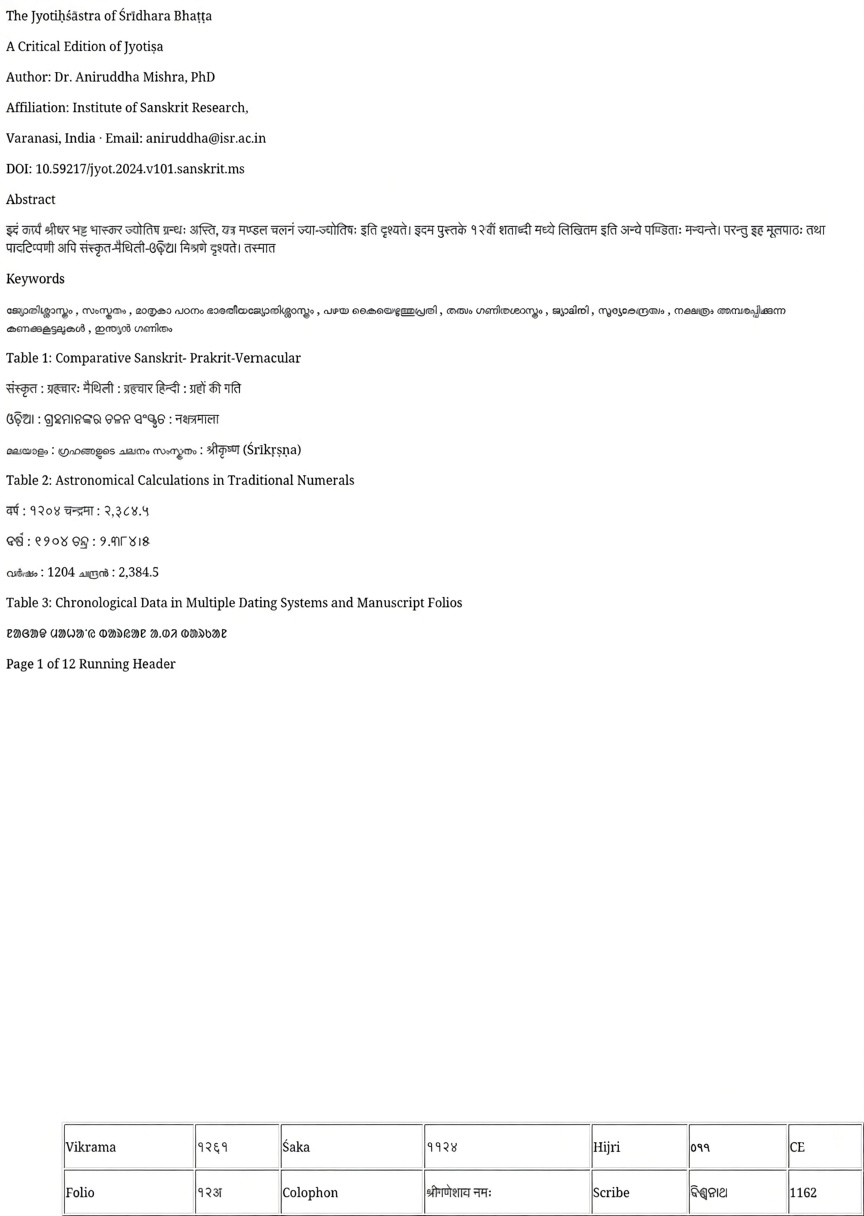 The Jyotiḥśāstra of Śrīdhara Bhaṭṭa
A Critical Edition of Jyotiṣa
Author: Dr. Aniruddha Mishra, PhD
Affiliation: Institute of Sanskrit Research,
Varanasi, India · Email: aniruddha@isr.ac.in
DOI: 10.59217/jyot.2024.v101.sanskrit.ms
Abstract
इदं कार्यं श्रीधर भट्ट भास्कर ज्योतिष ग्रन्थः अस्ति, यत्र मण्डल चलनं ज्या-ज्योतिषः इति दृश्यते। इदम पुस्तके १२वीं शताब्दी मध्ये लिखितम इति अन्ये पण्डिताः मन्यन्ते। परन्तु इह मूलपाठः तथा
पादटिप्पणी अपि संस्कृत-मैथिली-ଓଡ଼ିଆ मिश्रणे दृश्यते। तस्मात
Keywords
ജ്യോതിശ്ശാസ്ത്രം , സംസ്കൃതം , മാതൃകാ പഠനം ഭാരതീയജ്യോതിശ്ശാസ്ത്രം , പഴയ കൈയെഴുത്തുപ്രതി , തത്വം ഗണിതശാസ്ത്രം , ജ്യാമിതി , സൂര്യകേന്ദ്രത്വം , നക്ഷത്രം അമ്പരപ്പിക്കുന്ന
കണക്കുകൂട്ടലുകൾ , ഇന്ത്യൻ ഗണിതം
Table 1: Comparative Sanskrit- Prakrit-Vernacular
संस्कृत : ग्रहचारः मैथिली : ग्रहचार हिन्दी : ग्रहों की गति
ଓଡ଼ିଆ : ଗ୍ରହମାନଙ୍କର ଚଳନ ସଂସ୍କୃତ : नक्षत्रमाला
മലയാളം : ഗ്രഹങ്ങളുടെ ചലനം സംസ്കൃതം : श्रीकृष्ण (Śrīkṛṣṇa)
Table 2: Astronomical Calculations in Traditional Numerals
वर्ष : १२०४ चन्द्रमा : २,३८४.५
ବର୍ଷ : ୧୨୦୪ ଚନ୍ଦ୍ର : ୨.୩୮୪।୫
വർഷം : 1204 ചന്ദ്രൻ : 2,384.5
Table 3: Chronological Data in Multiple Dating Systems and Manuscript Folios
Page 1 of 12 Running Header
Vikrama १२६१ Śaka ११२४ Hijri ୦୩୩ CE
Folio १२अ Colophon श्रीगणेशाय नमः Scribe ବିଶ୍ୱନାଥ 1162